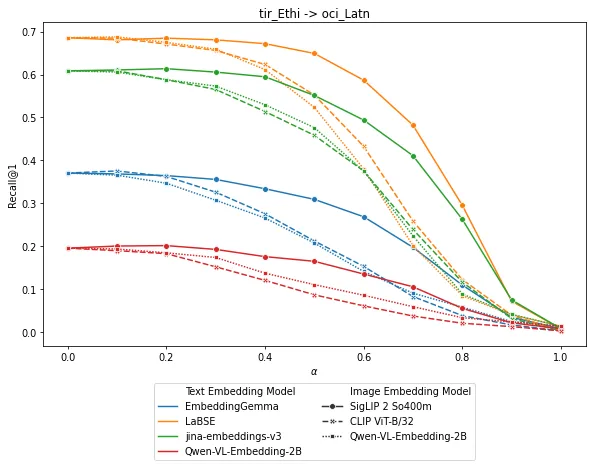 tir_Ethi -> oci_Latn
0.7
0.6
0.5
0.4
0.3
0.2
0.1
0.0
Recall@1
0.0 0.2 0.4 0.6 0.8 1.0
α
Text Embedding Model Image Embedding Model
EmbeddingGemma SigLIP 2 So400m
LaBSE CLIP ViT-B/32
jina-embeddings-v3 Qwen-VL-Embedding-2B
Qwen-VL-Embedding-2B